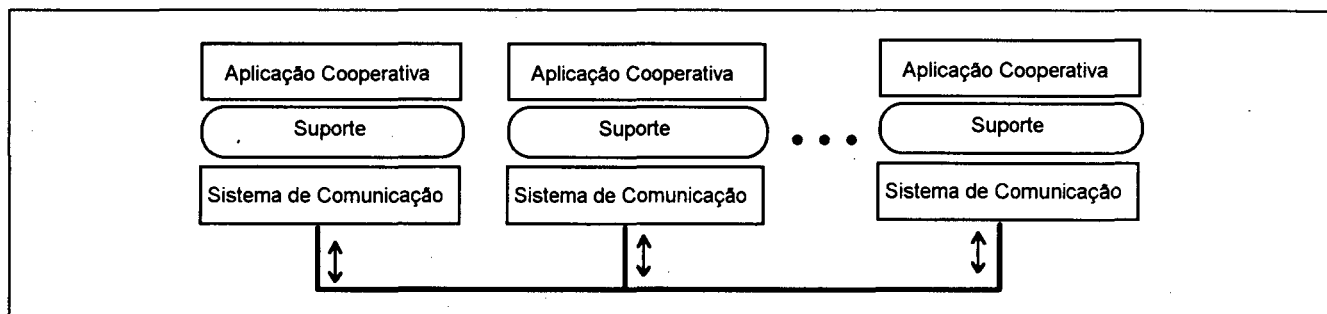 Aplicação Cooperativa
Suporte
Sistema de Comunicação
Aplicação Cooperativa
Suporte
Sistema de Comunicação
Aplicação Cooperativa
Suporte
Sistema de Comunicação